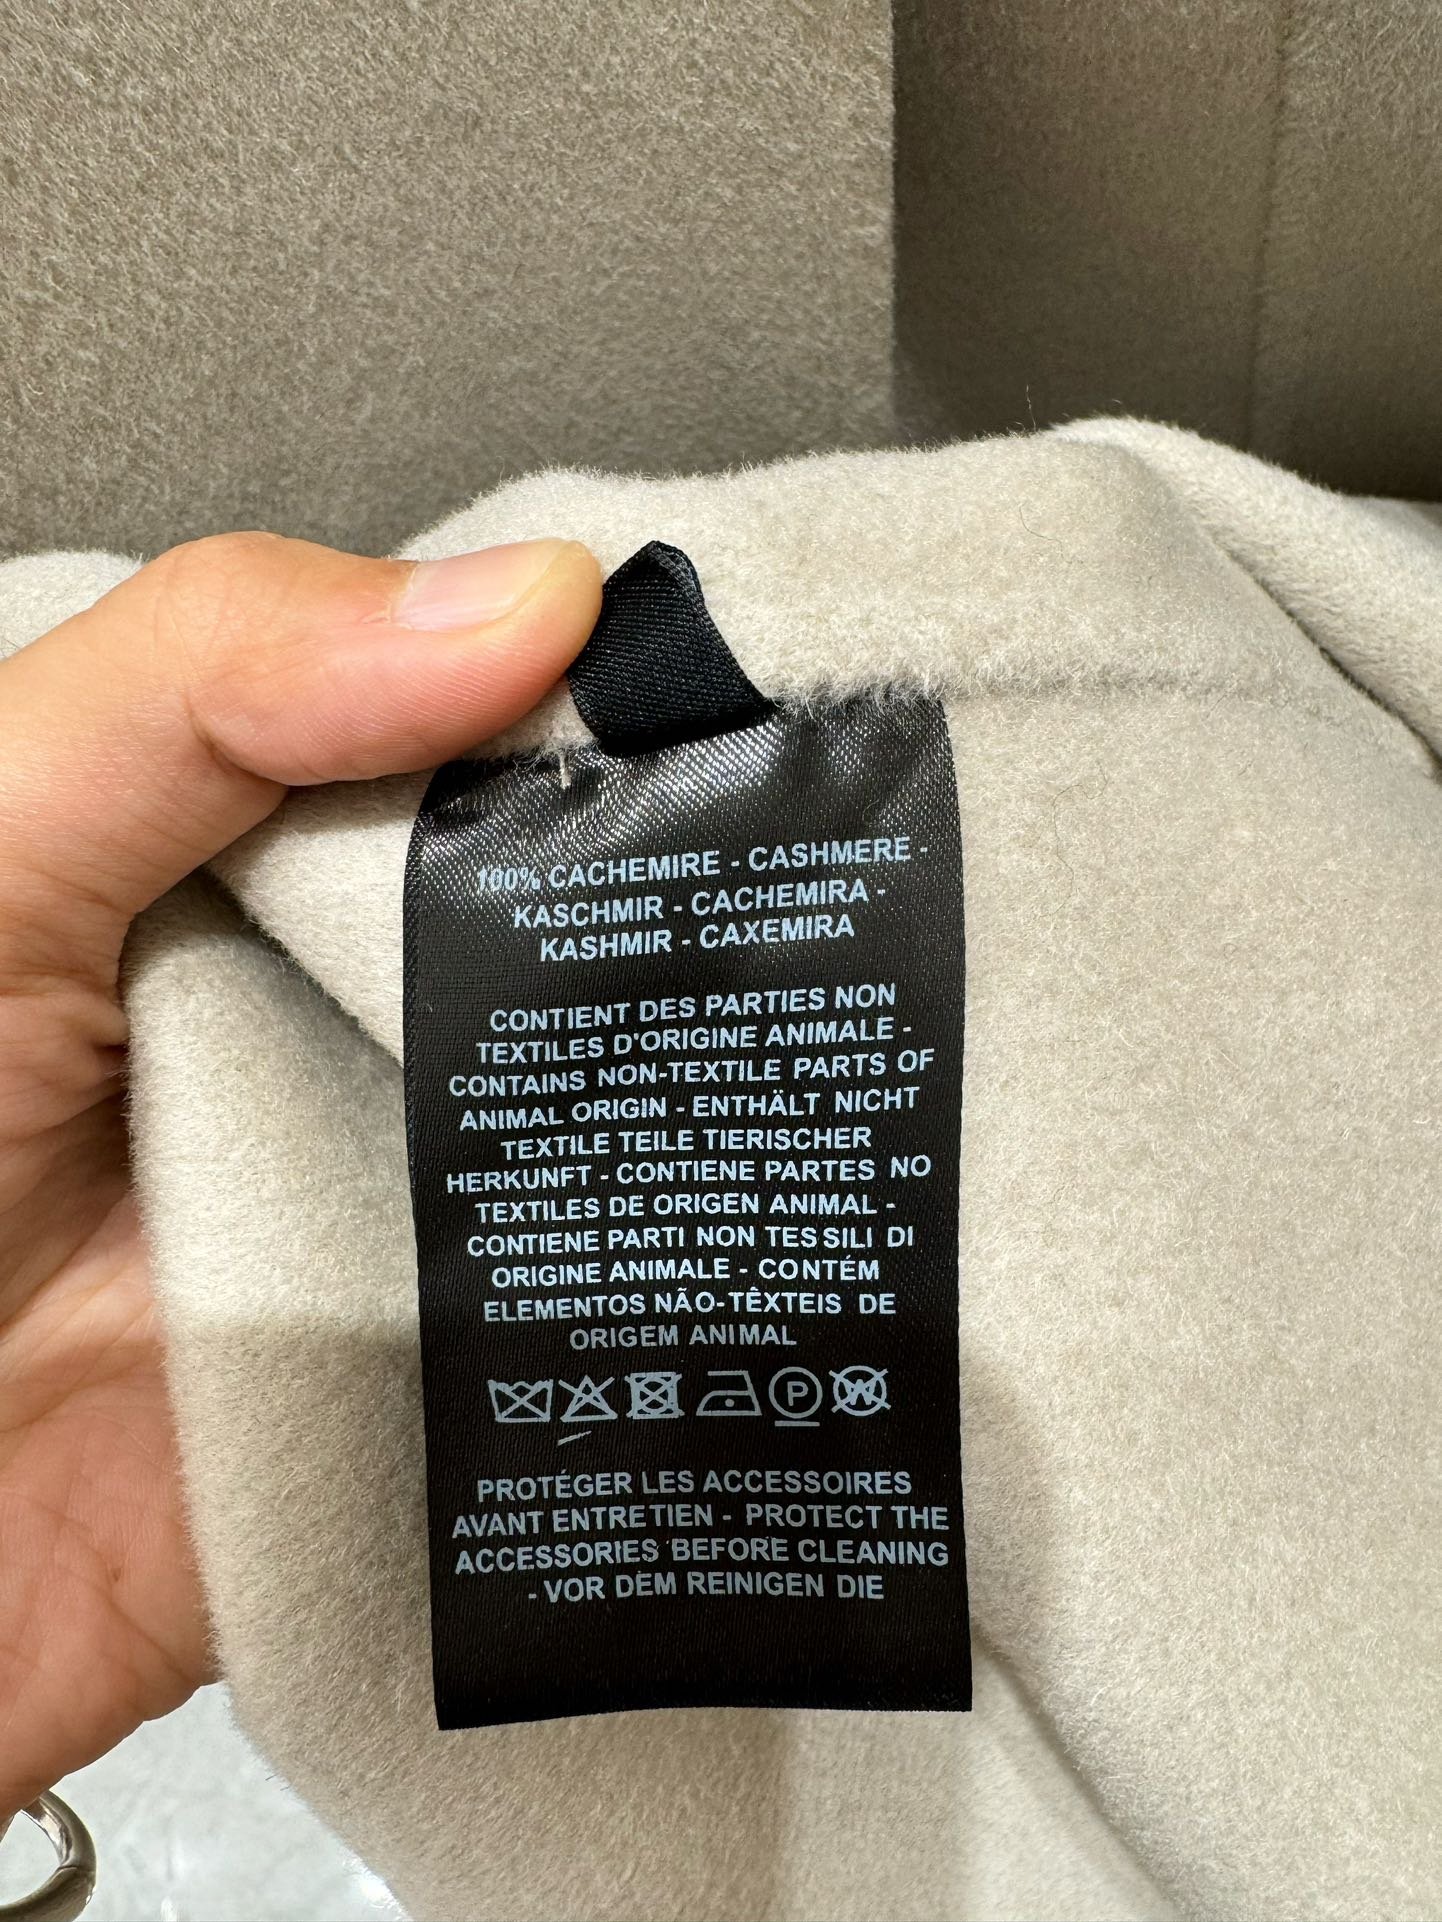 100% CACHEMIRE - CASHMERE -
KASCHMIR - CACHEMIRA -
KASHMIR - CAXEMIRA
CONTIENT DES PARTIES NON
TEXTILES D'ORIGINE ANIMALE -
CONTAINS NON-TEXTILE PARTS OF
ANIMAL ORIGIN - ENTHÄLT NICHT
TEXTILE TEILE TIERISCHER
HERKUNFT - CONTIENE PARTES NO
TEXTILES DE ORIGEN ANIMAL -
CONTIENE PARTI NON TESSILI DI
ORIGINE ANIMALE - CONTÉM
ELEMENTOS NÃO-TÊXTEIS DE
ORIGEM ANIMAL
P W
PROTÉGER LES ACCESSOIRES
AVANT ENTRETIEN - PROTECT THE
ACCESSORIES BEFORE CLEANING
- VOR DEM REINIGEN DIE